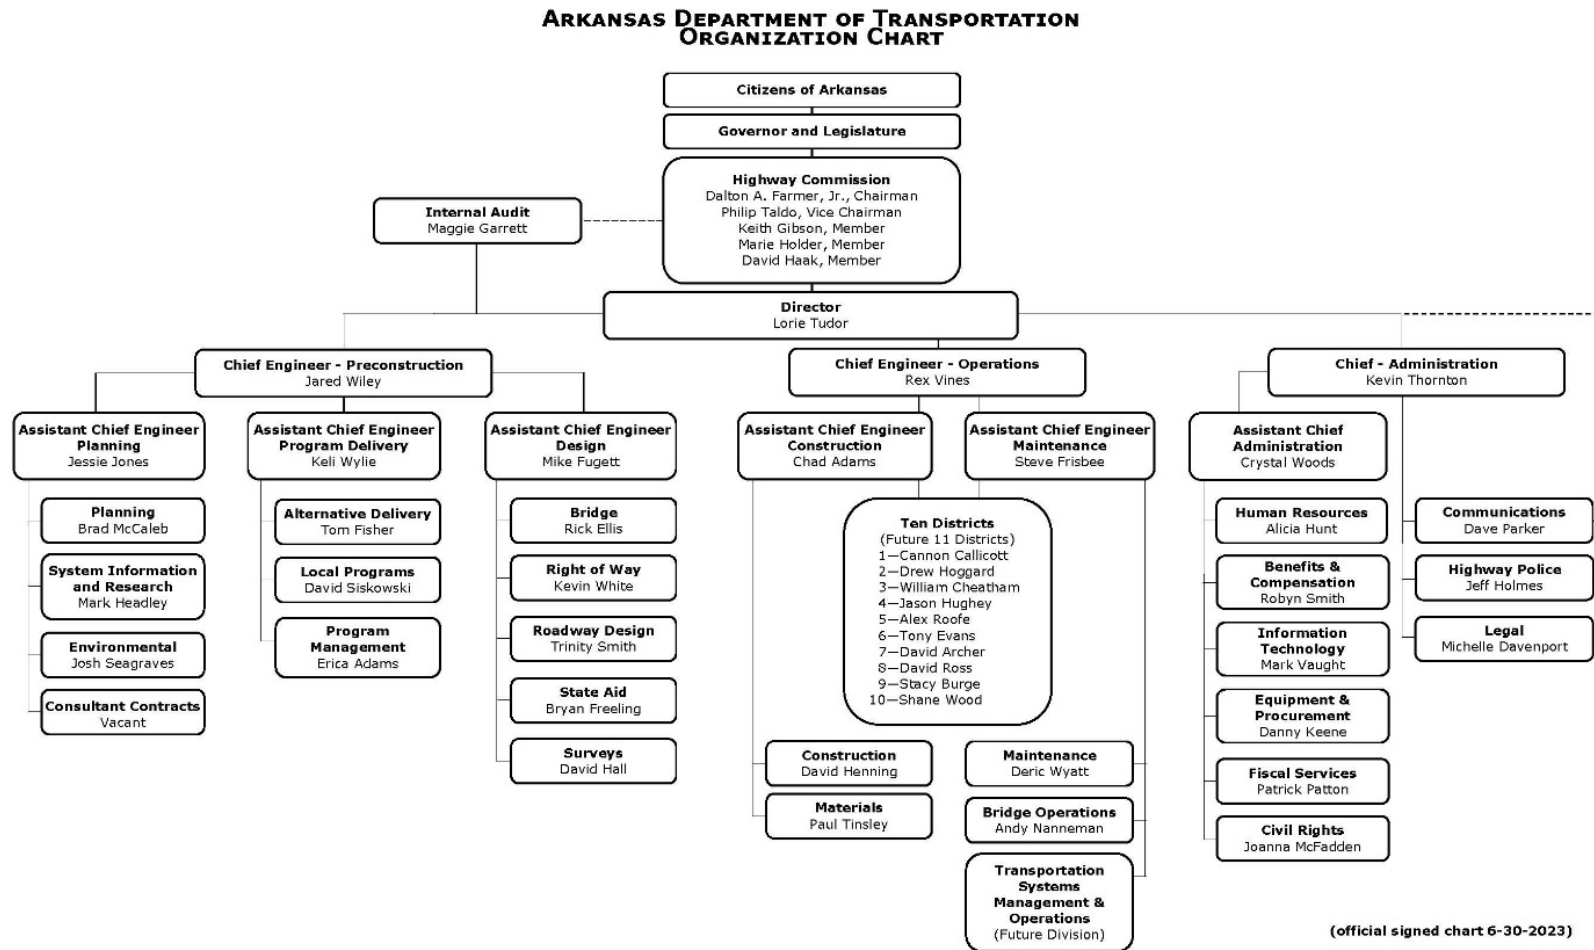 ARKANSAS DEPARTMENT OF TRANSPORTATION
ORGANIZATION CHART
Citizens of Arkansas
Governor and Legislature
Highway Commission
Dalton A. Farmer, Jr., Chairman
Philip Taldo, Vice Chairman
Keith Gibson, Member
Marie Holder, Member
David Haak, Member
Internal Audit
Maggie Garrett
Director
Lorie Tudor
Chief Engineer - Preconstruction
Jared Wiley
Chief Engineer - Operations
Rex Vines
Chief - Administration
Kevin Thornton
Assistant Chief Engineer
Planning
Jessie Jones
Assistant Chief Engineer
Program Delivery
Keli Wylie
Assistant Chief Engineer
Design
Mike Fugett
Assistant Chief Engineer
Construction
Chad Adams
Assistant Chief Engineer
Maintenance
Steve Frisbee
Assistant Chief
Administration
Crystal Woods
Planning
Brad McCaleb
System Information
and Research
Mark Headley
Environmental
Josh Seagraves
Consultant Contracts
Vacant
Alternative Delivery
Tom Fisher
Local Programs
David Siskowski
Program
Management
Erica Adams
Bridge
Rick Ellis
Right of Way
Kevin White
Roadway Design
Trinity Smith
State Aid
Bryan Freeling
Surveys
David Hall
Ten Districts
(Future 11 Districts)
1—Cannon Callicott
2—Drew Hoggard
3—William Cheatham
4—Jason Hughey
5—Alex Roofe
6—Tony Evans
7—David Archer
8—David Ross
9—Stacy Burge
10—Shane Wood
Construction
David Henning
Materials
Paul Tinsley
Maintenance
Deric Wyatt
Bridge Operations
Andy Nanneman
Transportation
Systems
Management &
Operations
(Future Division)
Human Resources
Alicia Hunt
Benefits &
Compensation
Robyn Smith
Information
Technology
Mark Vaught
Equipment &
Procurement
Danny Keene
Fiscal Services
Patrick Patton
Civil Rights
Joanna McFadden
Communications
Dave Parker
Highway Police
Jeff Holmes
Legal
Michelle Davenport
(official signed chart 6-30-2023)